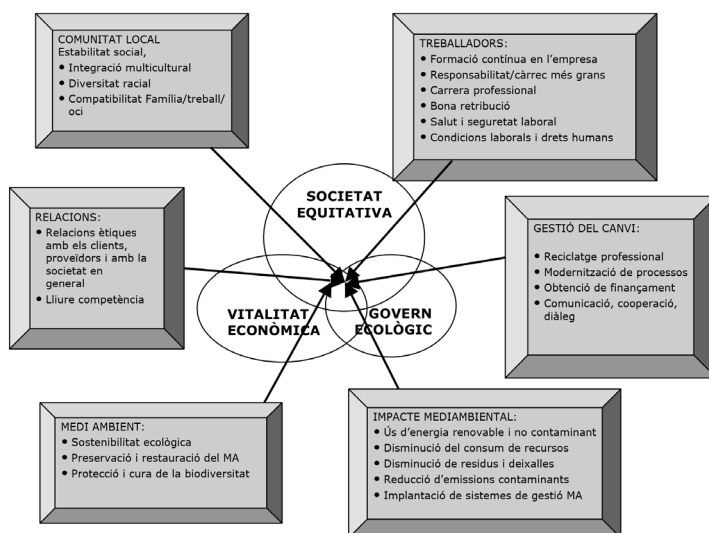 COMUNITAT LOCAL
Estabilitat social,
• Integració multicultural
• Diversitat racial
• Compatibilitat Família/treball/
oci
TREBALLADORS:
• Formació contínua en l’empresa
• Responsabilitat/càrrec més grans
• Carrera professional
• Bona retribució
• Salut i seguretat laboral
• Condicions laborals i drets humans
SOCIETAT
EQUITATIVA
RELACIONS:
• Relacions ètiques
amb els clients,
proveïdors i amb la
societat en
general
• Lliure competència
GESTIÓ DEL CANVI:
• Reciclatge professional
• Modernització de processos
• Obtenció de finançament
• Comunicació, cooperació,
diàleg
VITALITAT
ECONÒMICA
GOVERN
ECOLÒGIC
MEDI AMBIENT:
• Sostenibilitat ecològica
• Preservació i restauració del MA
• Protecció i cura de la biodiversitat
IMPACTE MEDIAMBIENTAL:
• Ús d’energia renovable i no contaminant
• Disminució del consum de recursos
• Disminució de residus i deixalles
• Reducció d’emissions contaminants
• Implantació de sistemes de gestió MA